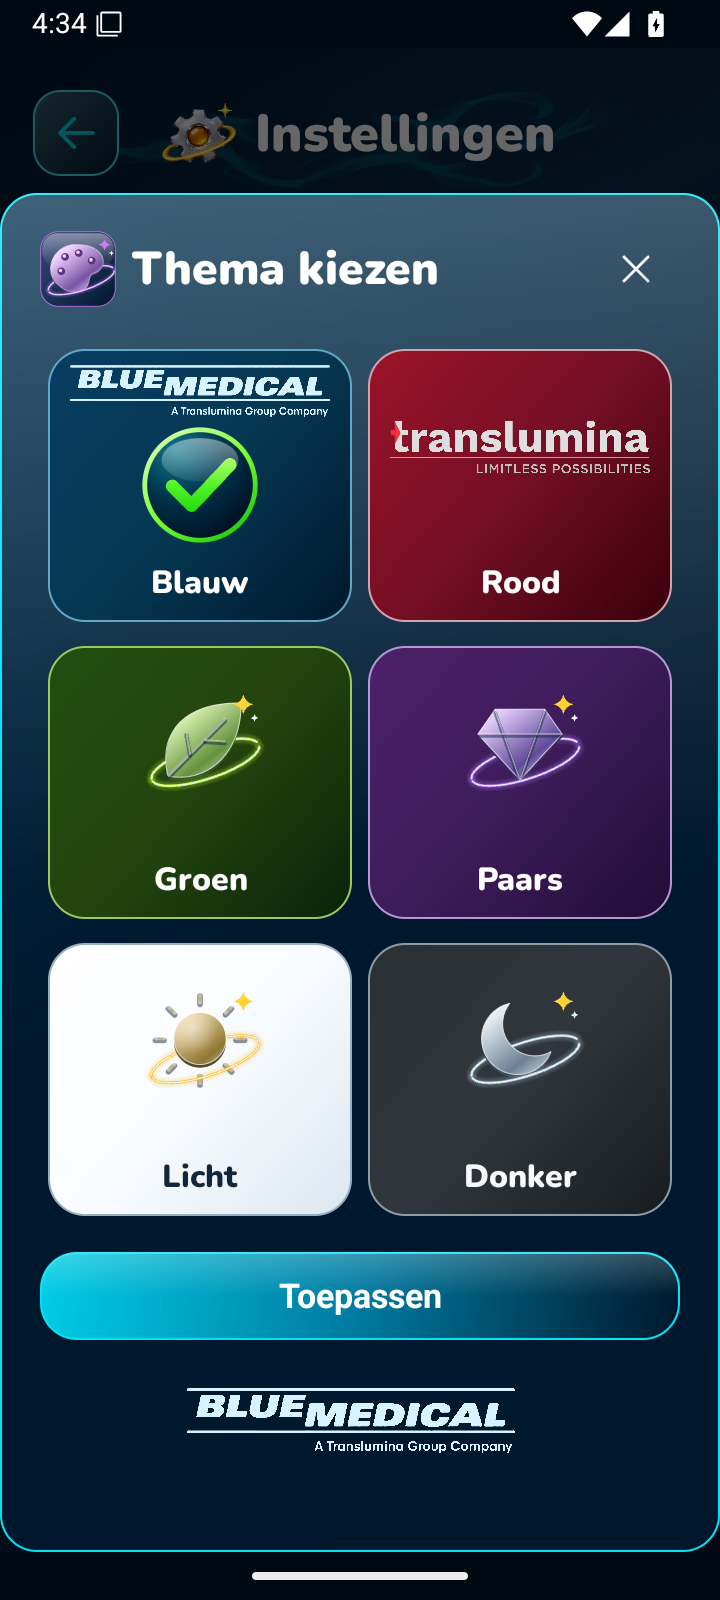 4:34
Instellingen
Thema kiezen
BLUEMEDICAL
A Translumina Group Company
Blauw
translumina
LIMITLESS POSSIBILITIES
Rood
Groen
Paars
Licht
Donker
Toepassen
BLUEMEDICAL
A Translumina Group Company